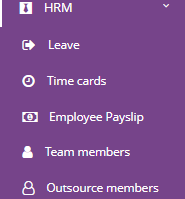 HRM
Leave
Time cards
Employee Payslip
Team members
Outsource members